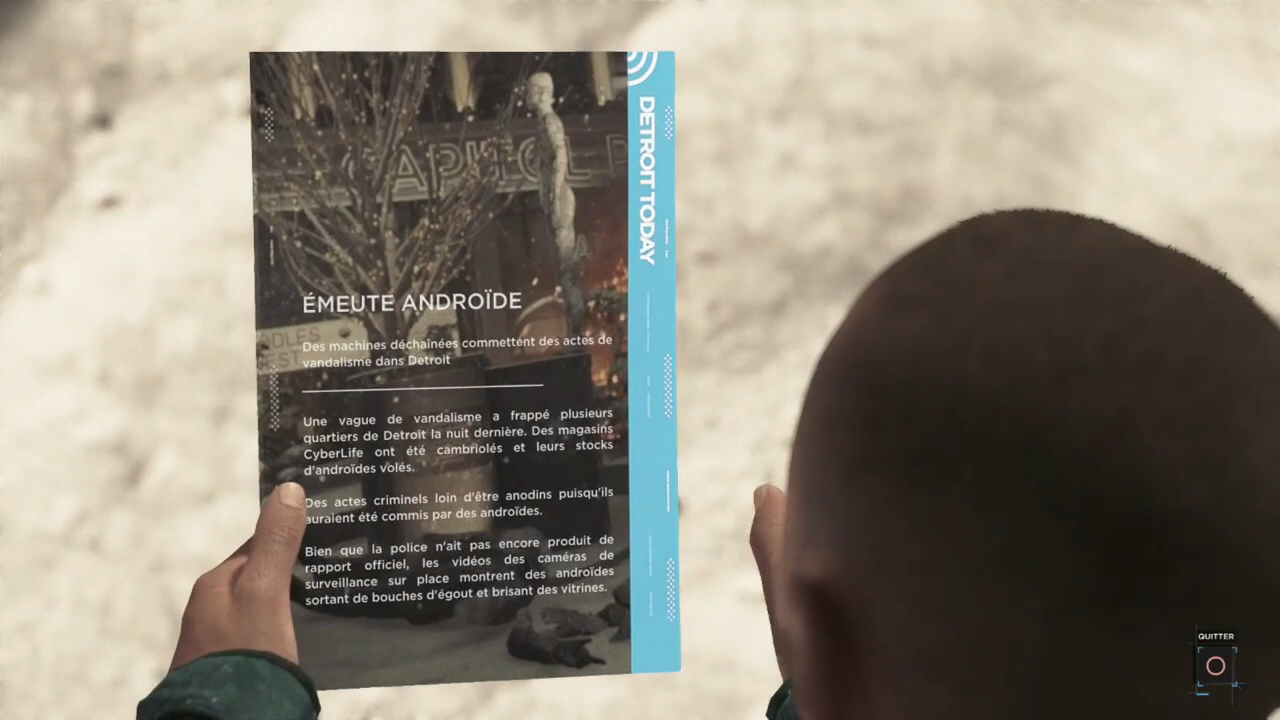 CAPITOL P
DETROIT TODAY
ÉMEUTE ANDROÏDE
Des machines déchaînées commettent des actes de
vandalisme dans Detroit
Une vague de vandalisme a frappé plusieurs
quartiers de Detroit la nuit dernière. Des magasins
CyberLife ont été cambriolés et leurs stocks
d'androïdes volés.
Des actes criminels loin d'être anodins puisqu'ils
auraient été commis par des androïdes.
Bien que la police n'ait pas encore produit de
rapport officiel, les vidéos des caméras de
surveillance sur place montrent des androïdes
sortant de bouches d'égout et brisant des vitrines.
QUITTER